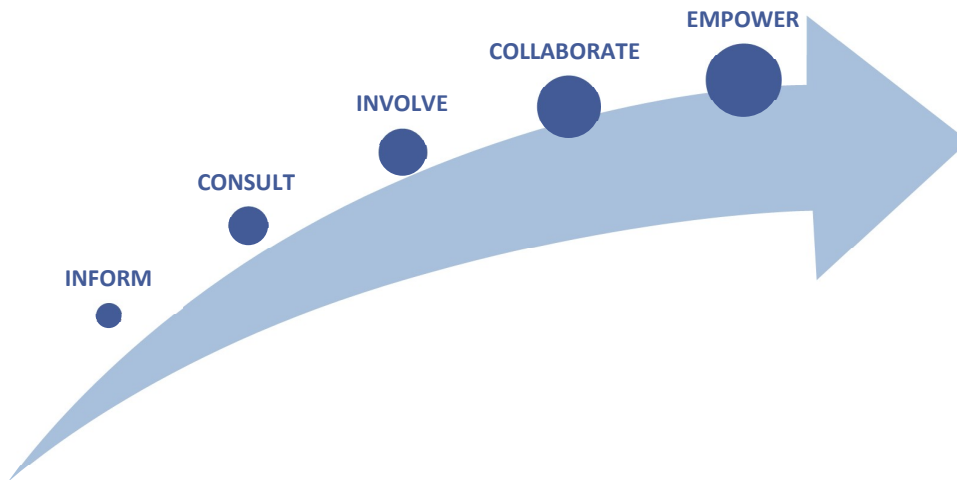 EMPOWER
COLLABORATE
INVOLVE
CONSULT
INFORM